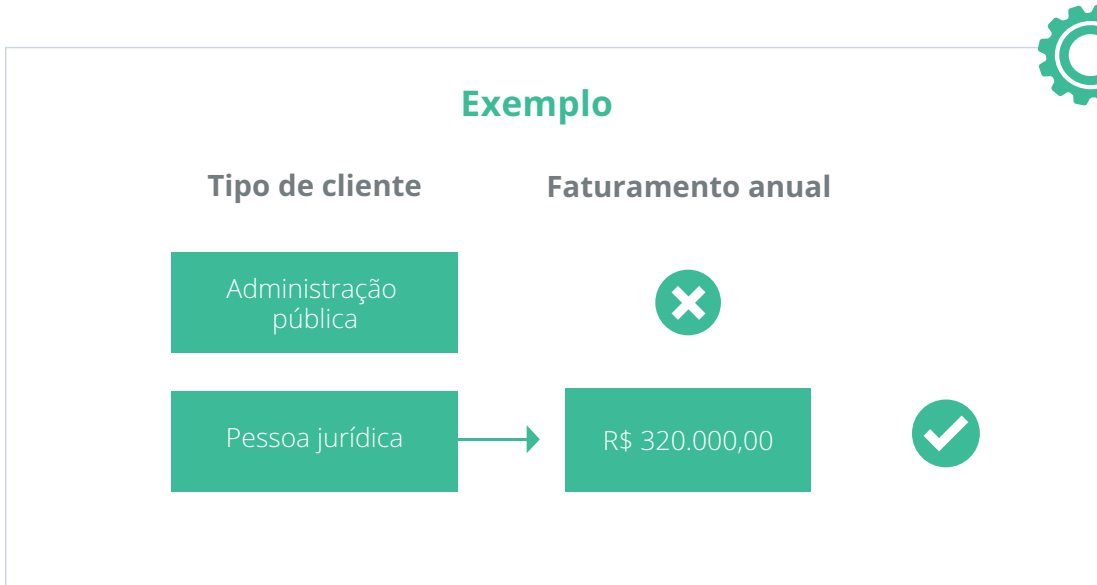 Exemplo
Tipo de cliente
Faturamento anual
Administração
pública
Pessoa jurídica
R$ 320.000,00